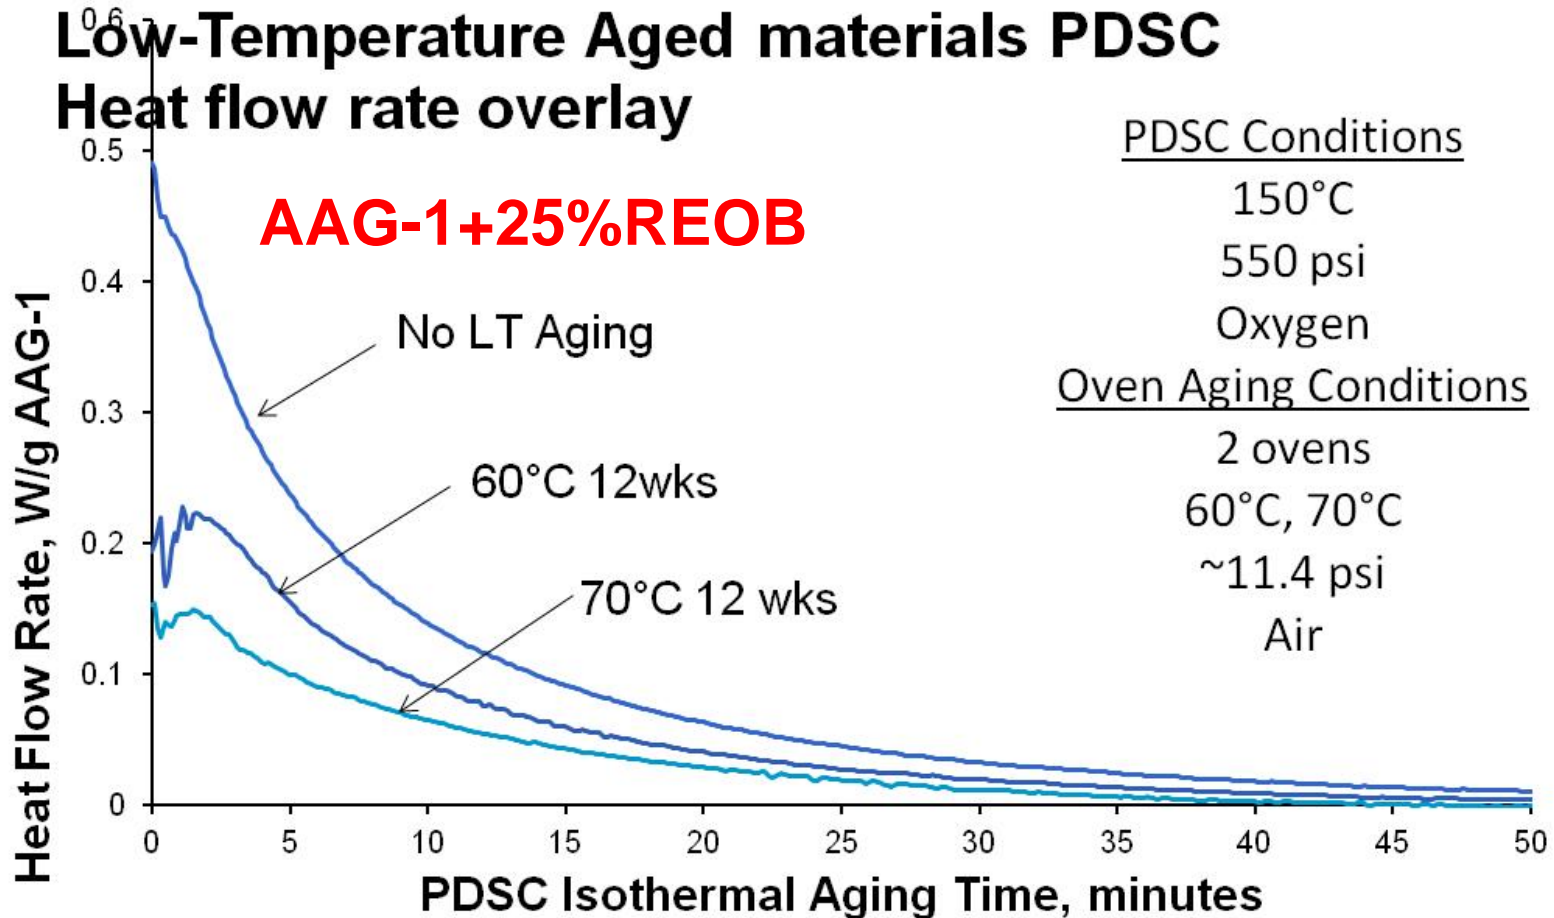 Low-Temperature Aged materials PDSC
Heat flow rate overlay
AAG-1+25%REOB
PDSC Conditions
150°C
550 psi
Oxygen
Oven Aging Conditions
2 ovens
60°C, 70°C
~11.4 psi
Air
No LT Aging
60°C 12wks
70°C 12 wks
Heat Flow Rate, W/g AAG-1
0.6
0.5
0.4
0.3
0.2
0.1
0
0 5 10 15 20 25 30 35 40 45 50
PDSC Isothermal Aging Time, minutes